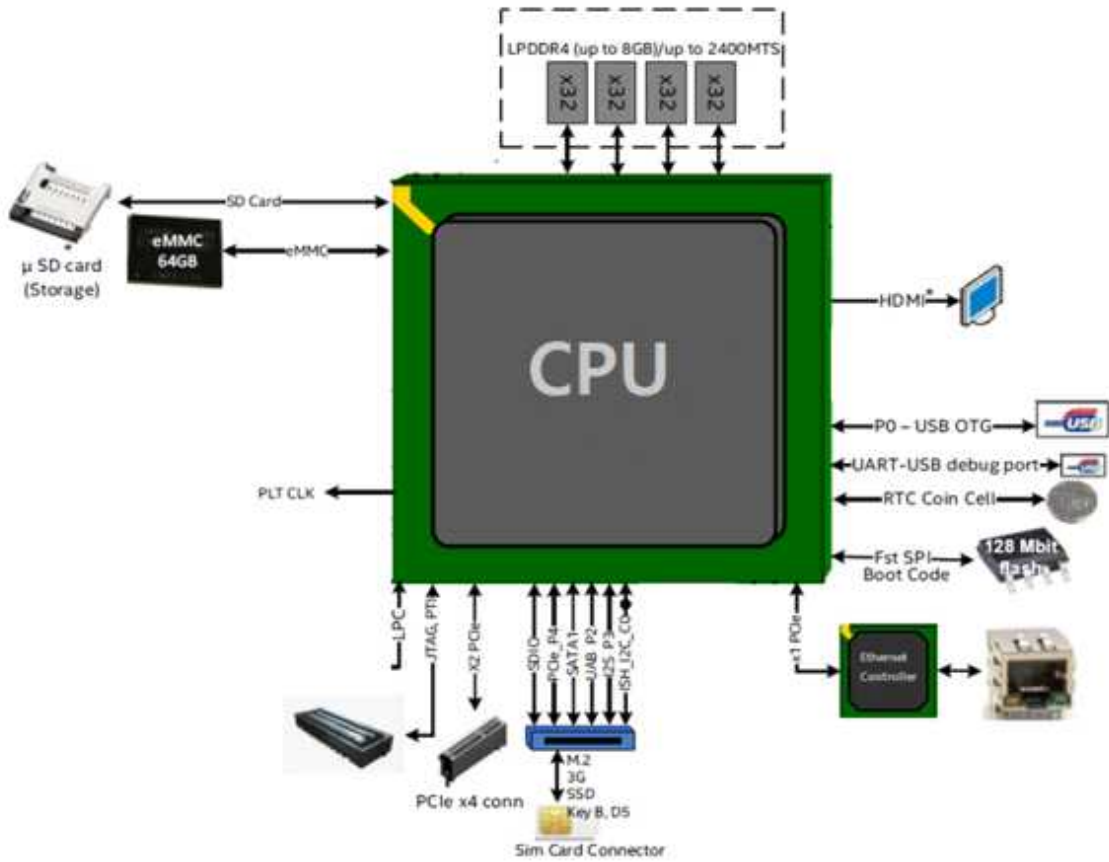 LPDDR4 (up to 8GB)/up to 2400MTS
x32
x32
x32
x32
SD Card
eMMC
64GB
eMMC
µ SD card
(Storage)
CPU
HDMI*
P0 – USB OTG
USB
UART-USB debug port
RTC Coin Cell
PLT CLK
Fst SPI
Boot Code
128 Mbit
flash
LPC
JTAG, PTI
X2 PCIe
SDIO
PCIe_P4
SATA1
UAB_P2
I2S_P3
ISH_I2C_C0
x1 PCIe
Ethernet
Controller
PCIe x4 conn
M.2
3G
SSD
Key B, D5
Sim Card Connector